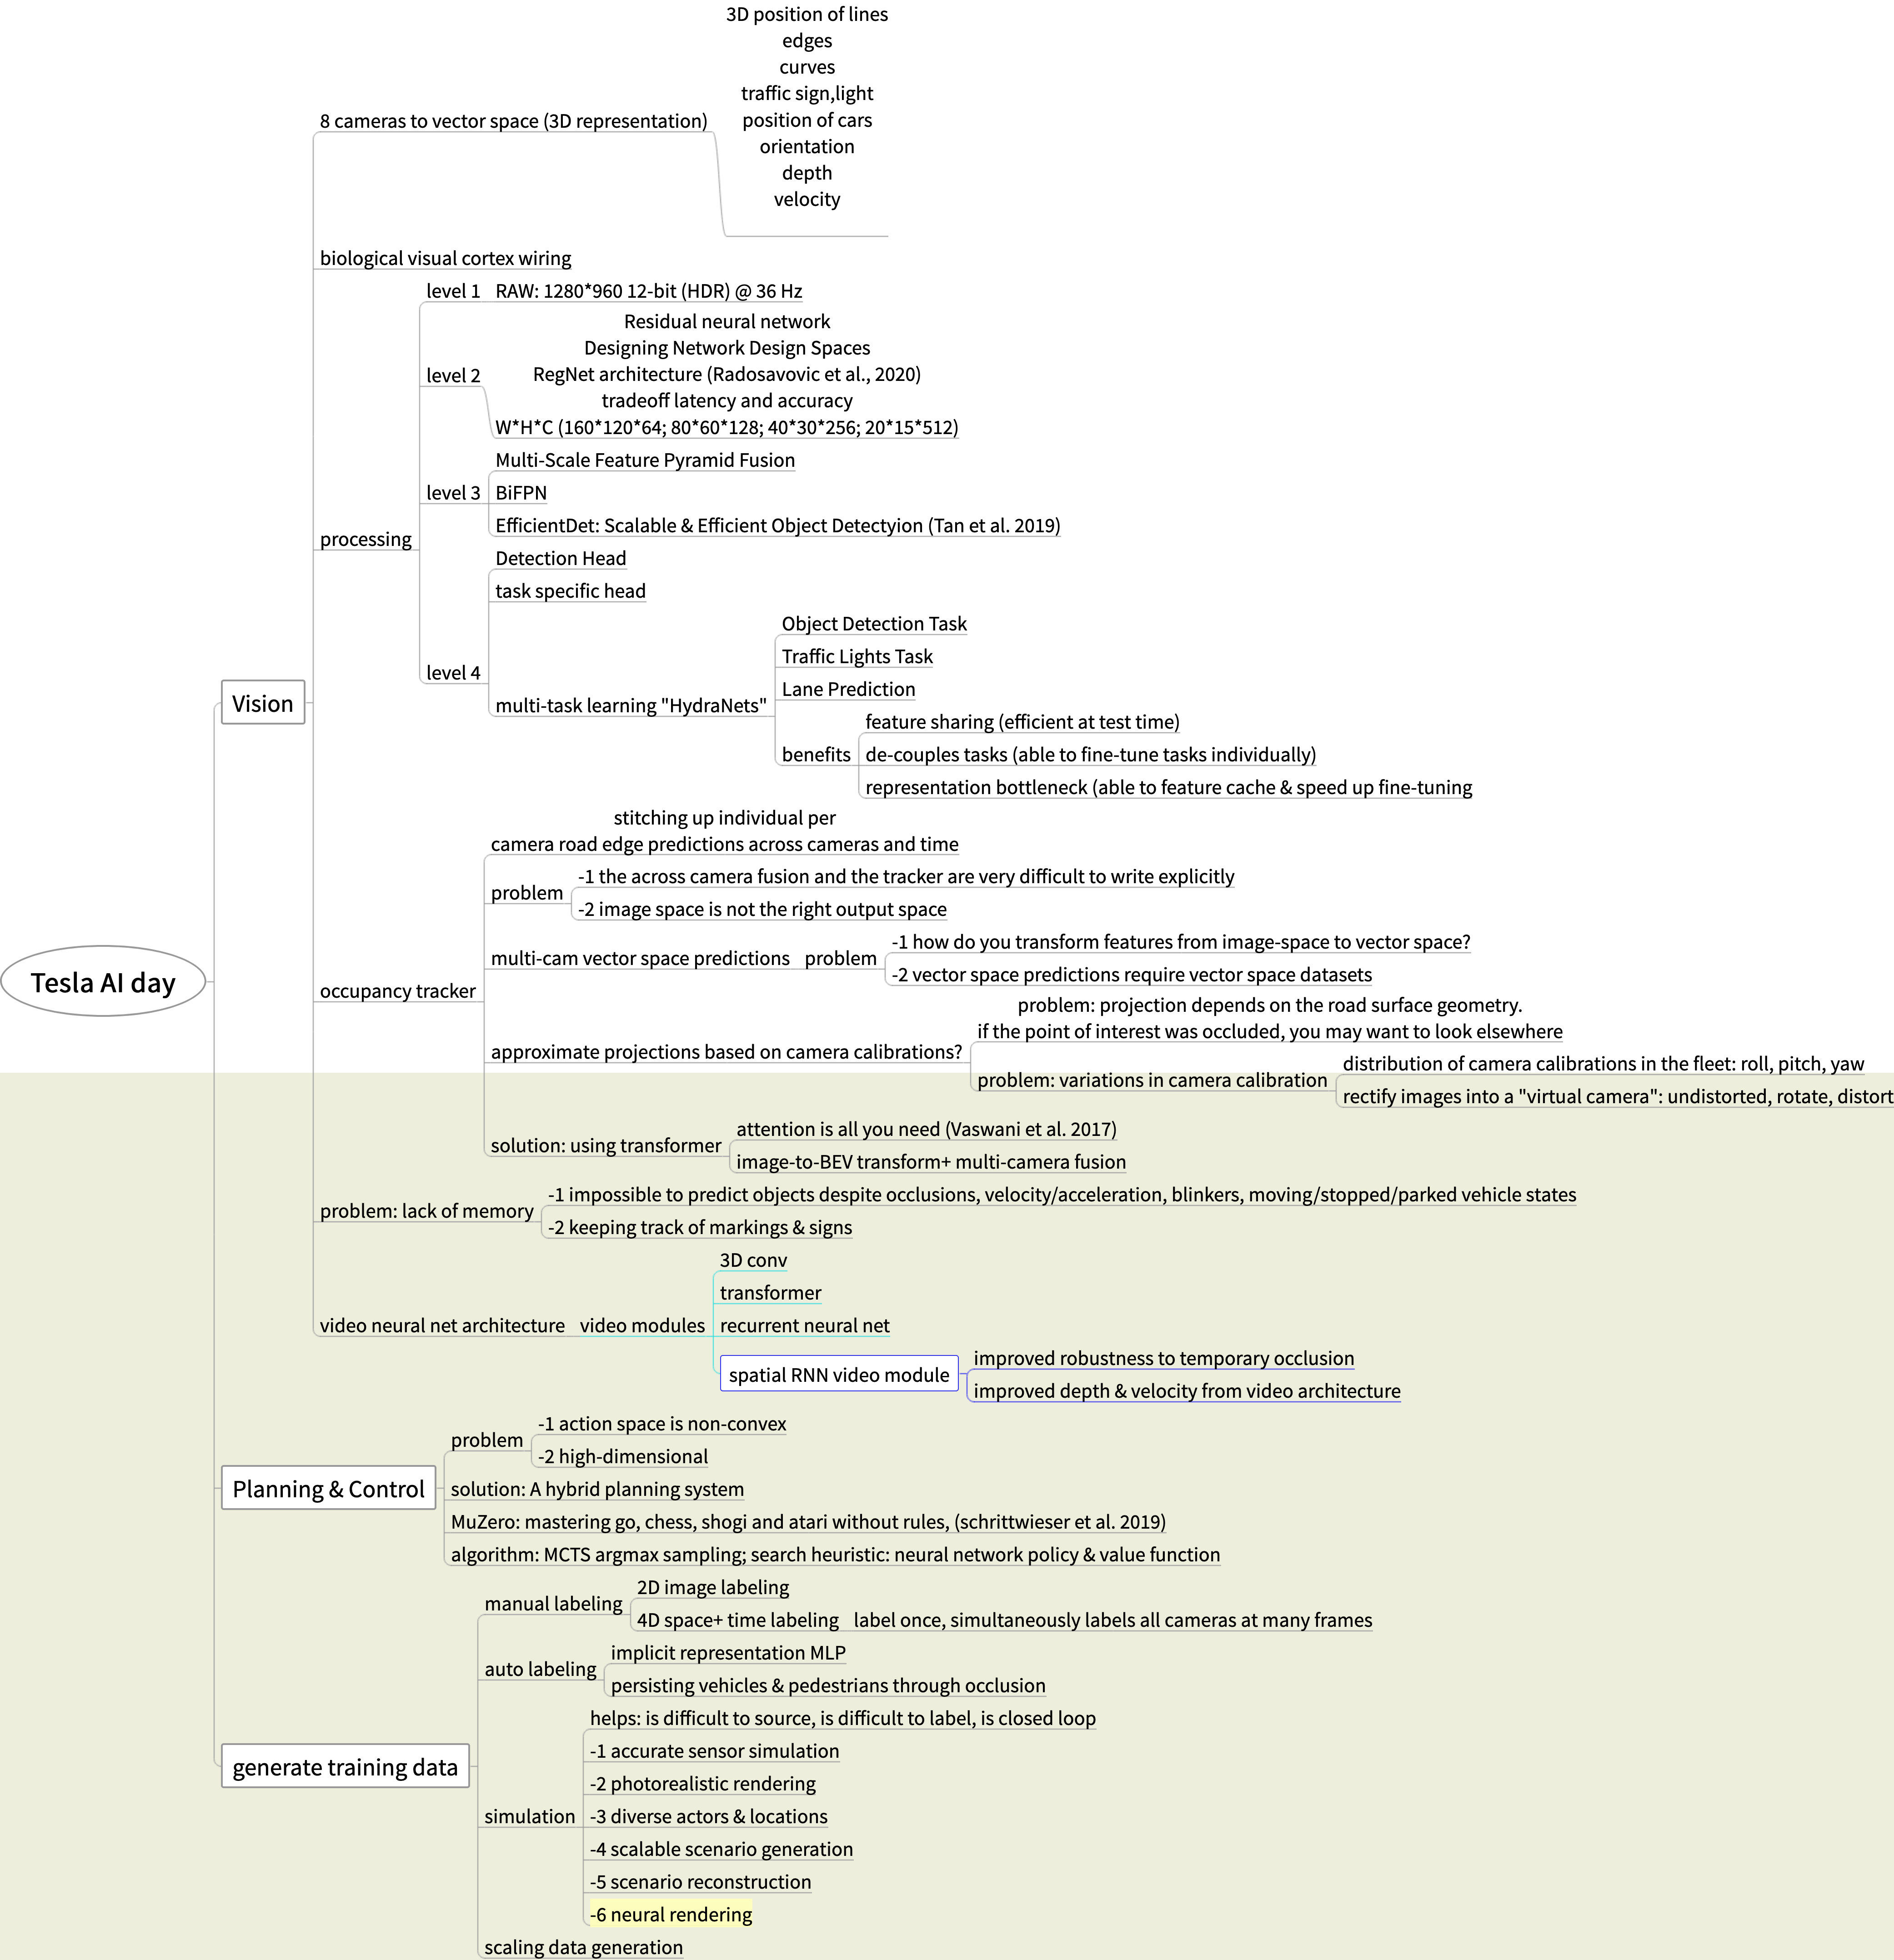 3D position of lines
edges
curves
traffic sign,light
position of cars
orientation
depth
velocity
8 cameras to vector space (3D representation)
biological visual cortex wiring
level 1 RAW: 1280*960 12-bit (HDR) @ 36 Hz
Residual neural network
Designing Network Design Spaces
level 2 RegNet architecture (Radosavovic et al., 2020)
tradeoff latency and accuracy
W*H*C (160*120*64; 80*60*128; 40*30*256; 20*15*512)
Multi-Scale Feature Pyramid Fusion
level 3 BiFPN
EfficientDet: Scalable & Efficient Object Detectyion (Tan et al. 2019)
processing
Detection Head
task specific head
Object Detection Task
Traffic Lights Task
level 4
Lane Prediction
Vision
multi-task learning "HydraNets"
feature sharing (efficient at test time)
benefits de-couples tasks (able to fine-tune tasks individually)
representation bottleneck (able to feature cache & speed up fine-tuning
stitching up individual per
camera road edge predictions across cameras and time
-1 the across camera fusion and the tracker are very difficult to write explicitly
problem
-2 image space is not the right output space
-1 how do you transform features from image-space to vector space?
multi-cam vector space predictions problem
-2 vector space predictions require vector space datasets
Tesla AI day
occupancy tracker
problem: projection depends on the road surface geometry.
if the point of interest was occluded, you may want to look elsewhere
approximate projections based on camera calibrations?
distribution of camera calibrations in the fleet: roll, pitch, yaw
problem: variations in camera calibration
rectify images into a "virtual camera": undistorted, rotate, distort
attention is all you need (Vaswani et al. 2017)
solution: using transformer
image-to-BEV transform+ multi-camera fusion
-1 impossible to predict objects despite occlusions, velocity/acceleration, blinkers, moving/stopped/parked vehicle states
problem: lack of memory
-2 keeping track of markings & signs
3D conv
transformer
video neural net architecture video modules recurrent neural net
improved robustness to temporary occlusion
spatial RNN video module
improved depth & velocity from video architecture
-1 action space is non-convex
problem
-2 high-dimensional
Planning & Control
solution: A hybrid planning system
MuZero: mastering go, chess, shogi and atari without rules, (schrittwieser et al. 2019)
algorithm: MCTS argmax sampling; search heuristic: neural network policy & value function
2D image labeling
manual labeling
4D space+ time labeling label once, simultaneously labels all cameras at many frames
implicit representation MLP
auto labeling
persisting vehicles & pedestrians through occlusion
helps: is difficult to source, is difficult to label, is closed loop
-1 accurate sensor simulation
generate training data
-2 photorealistic rendering
simulation -3 diverse actors & locations
-4 scalable scenario generation
-5 scenario reconstruction
-6 neural rendering
scaling data generation